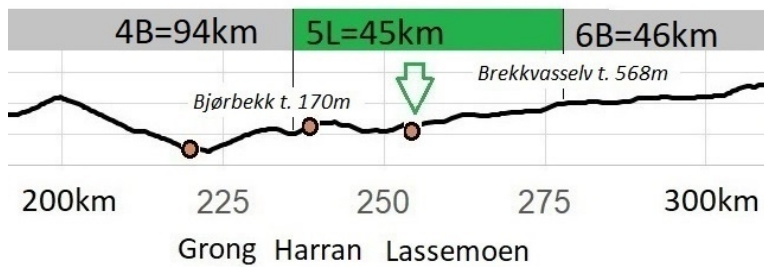 4B=94km 5L=45km 6B=46km
Brekkvasselv t. 568m
Bjørbekk t. 170m
200km 225 250 275 300km
Grong Harran Lassemoen